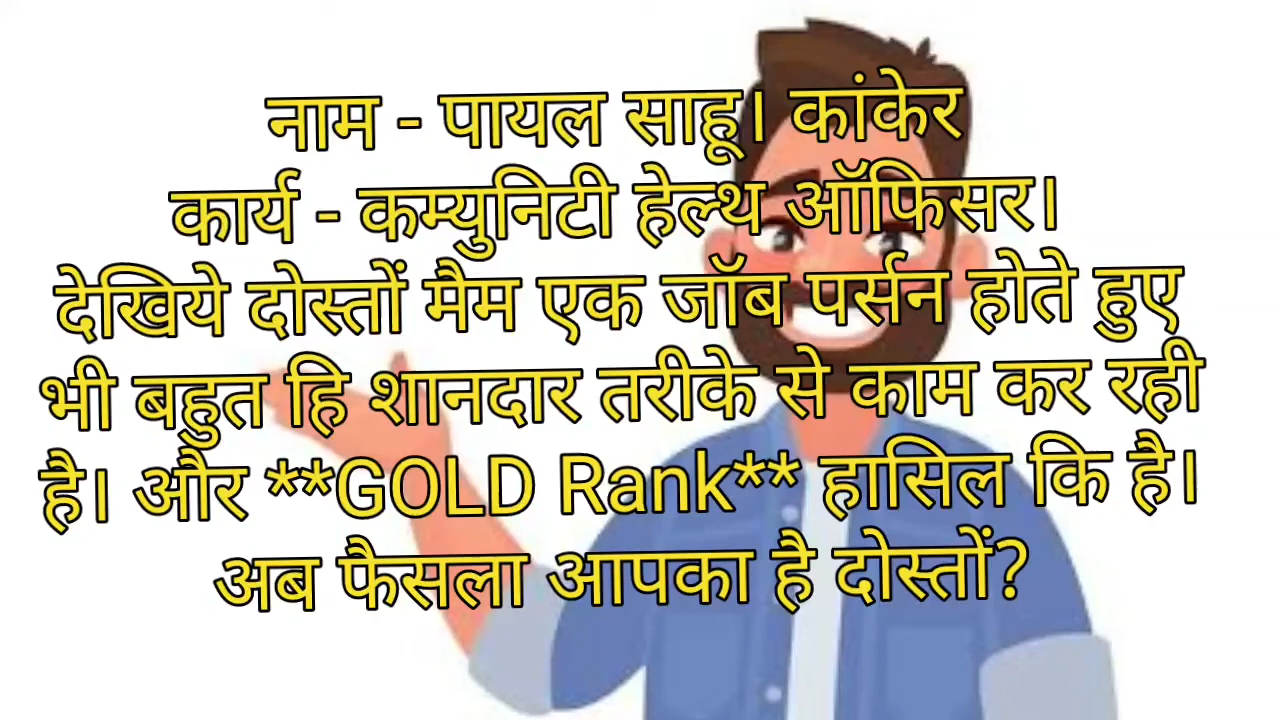 नाम - पायल साहू। कांकेर
कार्य - कम्युनिटी हेल्थ ऑफिसर।
देखिये दोस्तों मैम एक जॉब पर्सन होते हुए
भी बहुत हि शानदार तरीके से काम कर रही
है। और **GOLD Rank** हासिल कि है।
अब फैसला आपका है दोस्तों?